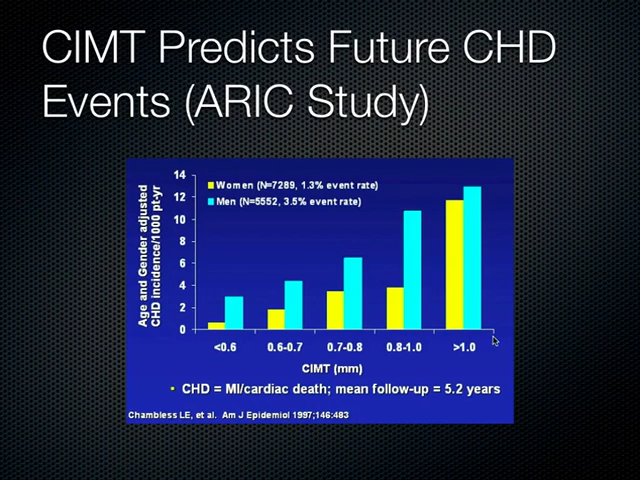 CIMT Predicts Future CHD
Events (ARIC Study)
Women (N=7289, 1.3% event rate)
Men (N=5552, 3.5% event rate)
Age and Gender adjusted
CHD incidence/1000 pt-yr
14
12
10
8
6
4
2
0
<0.6 0.6-0.7 0.7-0.8 0.8-1.0 >1.0
CIMT (mm)
• CHD = MI/cardiac death; mean follow-up = 5.2 years
Chambless LE, et al. Am J Epidemiol 1997;146:483